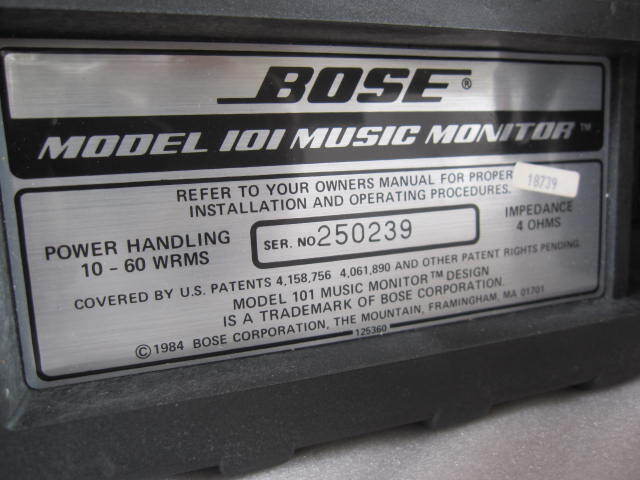 BOSE®
MODEL 101 MUSIC MONITOR™
REFER TO YOUR OWNERS MANUAL FOR PROPER
INSTALLATION AND OPERATING PROCEDURES.
18739
POWER HANDLING
10 - 60 WRMS
SER. NO 250239
IMPEDANCE
4 OHMS
COVERED BY U.S. PATENTS 4,158,756 4,061,890 AND OTHER PATENT RIGHTS PENDING
MODEL 101 MUSIC MONITOR™ DESIGN
IS A TRADEMARK OF BOSE CORPORATION.
©1984 BOSE CORPORATION, THE MOUNTAIN, FRAMINGHAM, MA 01701
125360